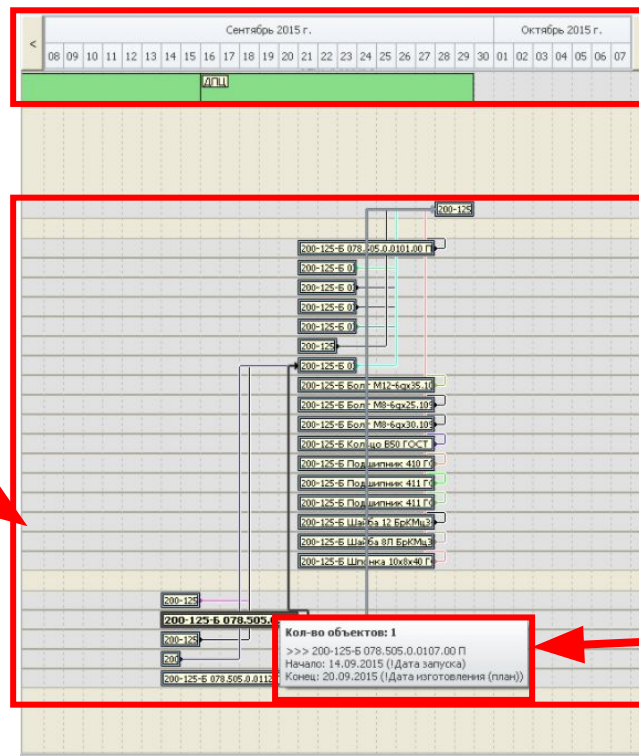 Сентябрь 2015 г.
Октябрь 2015 г.
<
08 09 10 11 12 13 14 15 16 17 18 19 20 21 22 23 24 25 26 27 28 29 30 01 02 03 04 05 06 07
ДПЦ
200-125
200-125-Б 078.505.0.0101.00 П
200-125-Б 0
200-125-Б 0
200-125-Б 0
200-125-Б 0
200-125
200-125-Б 0
200-125-Б Болт М12-6gх35.10
200-125-Б Болт М8-6gх25.109
200-125-Б Болт М8-6gх30.109
200-125-Б Кольцо В50 ГОСТ
200-125-Б Подшипник 410 ГО
200-125-Б Подшипник 411 ГО
200-125-Б Подшипник 411 ГО
200-125-Б Шайба 12 БрКМц3
200-125-Б Шайба 8Л БрКМц3
200-125-Б Шпонка 10х8х40 Г
200-125
200-125-Б 078.505.
200-125
200
200-125-Б 078.505.0.0112
Кол-во объектов: 1
>>> 200-125-Б 078.505.0.0107.00 П
Начало: 14.09.2015 (!Дата запуска)
Конец: 20.09.2015 (!Дата изготовления (план))